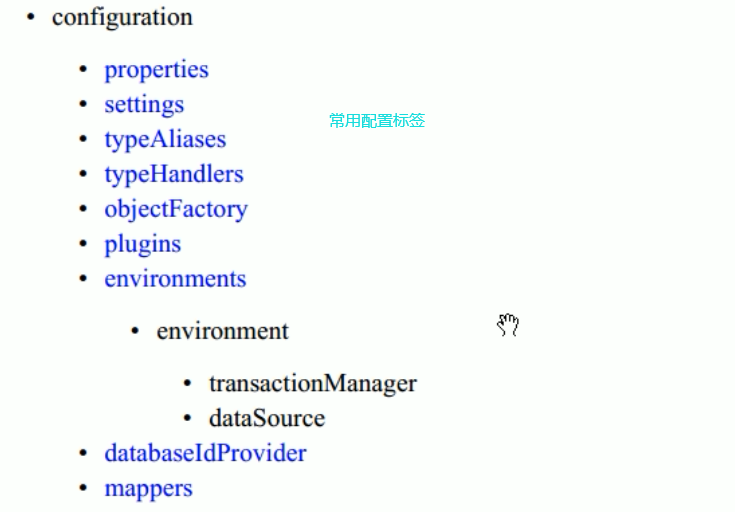 configuration
properties
settings
常用配置标签
typeAliases
typeHandlers
objectFactory
plugins
environments
environment
transactionManager
dataSource
databaseIdProvider
mappers